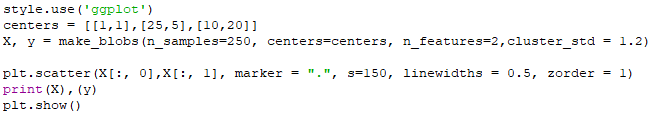 style.use('ggplot')
centers = [[1,1],[25,5],[10,20]]
X, y = make_blobs(n_samples=250, centers=centers, n_features=2,cluster_std = 1.2)
plt.scatter(X[:, 0],X[:, 1], marker = ".", s=150, linewidths = 0.5, zorder = 1)
print(X),(y)
plt.show()